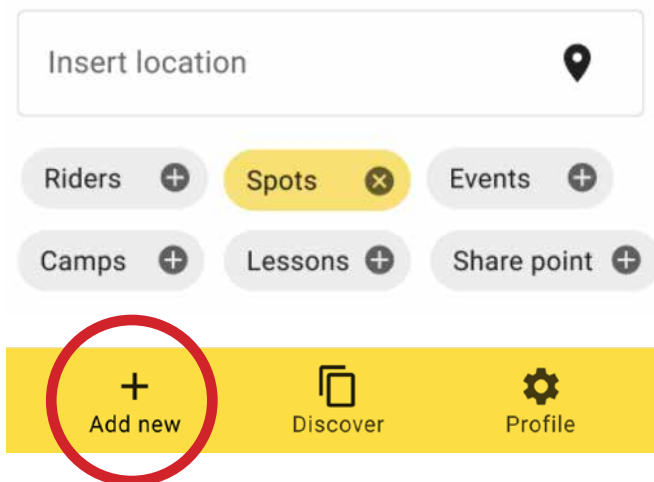 Insert location
Riders Spots Events
Camps Lessons Share point
Add new Discover Profile